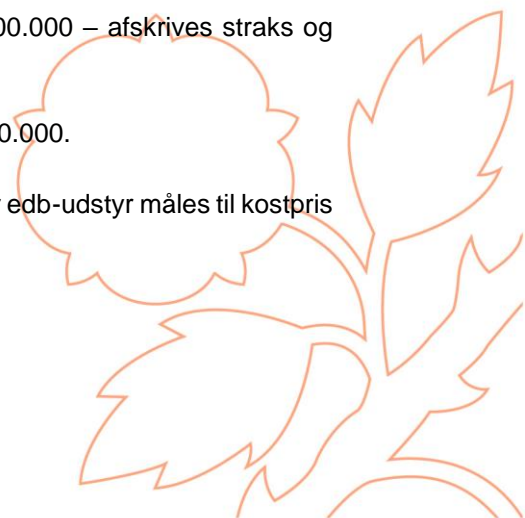 00.000 – afskrives straks og
0.000.
edb-udstyr måles til kostpris